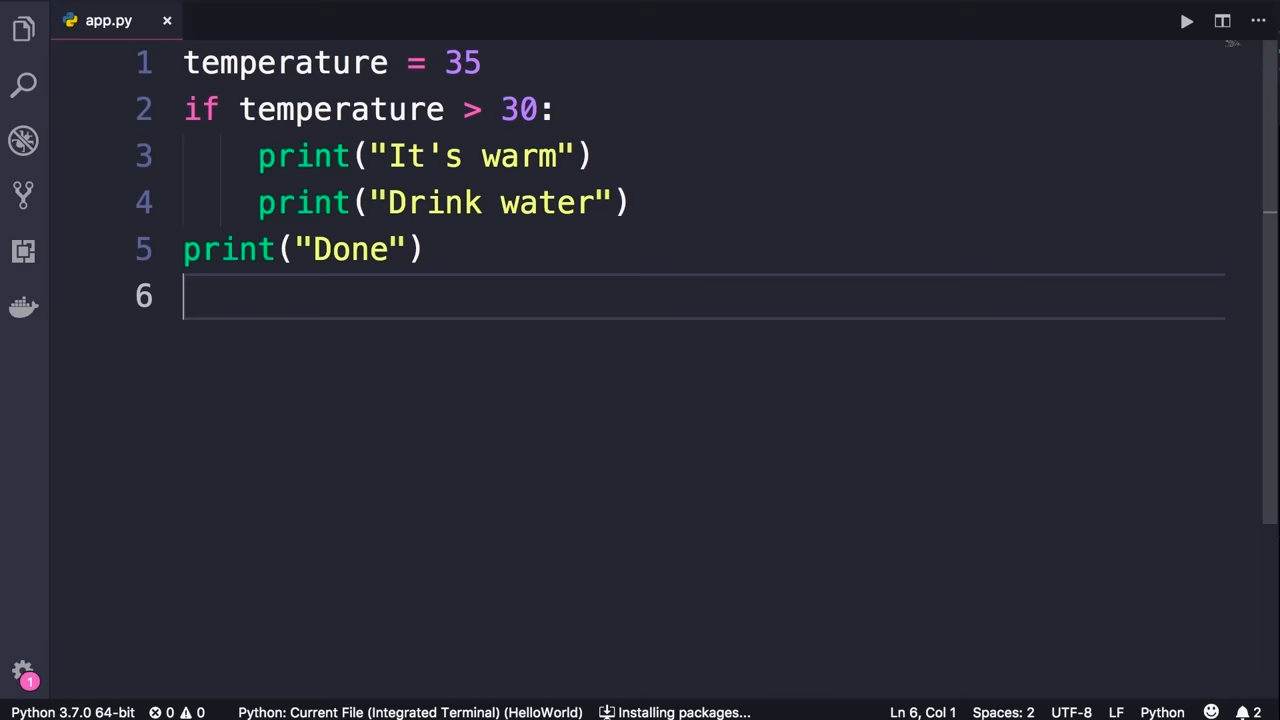 app.py ×
1 temperature = 35
2 if temperature > 30:
3     print("It's warm")
4     print("Drink water")
5 print("Done")
6
1
Python 3.7.0 64-bit 0 0 Python: Current File (Integrated Terminal) (HelloWorld) Installing packages... Ln 6, Col 1 Spaces: 2 UTF-8 LF Python 2